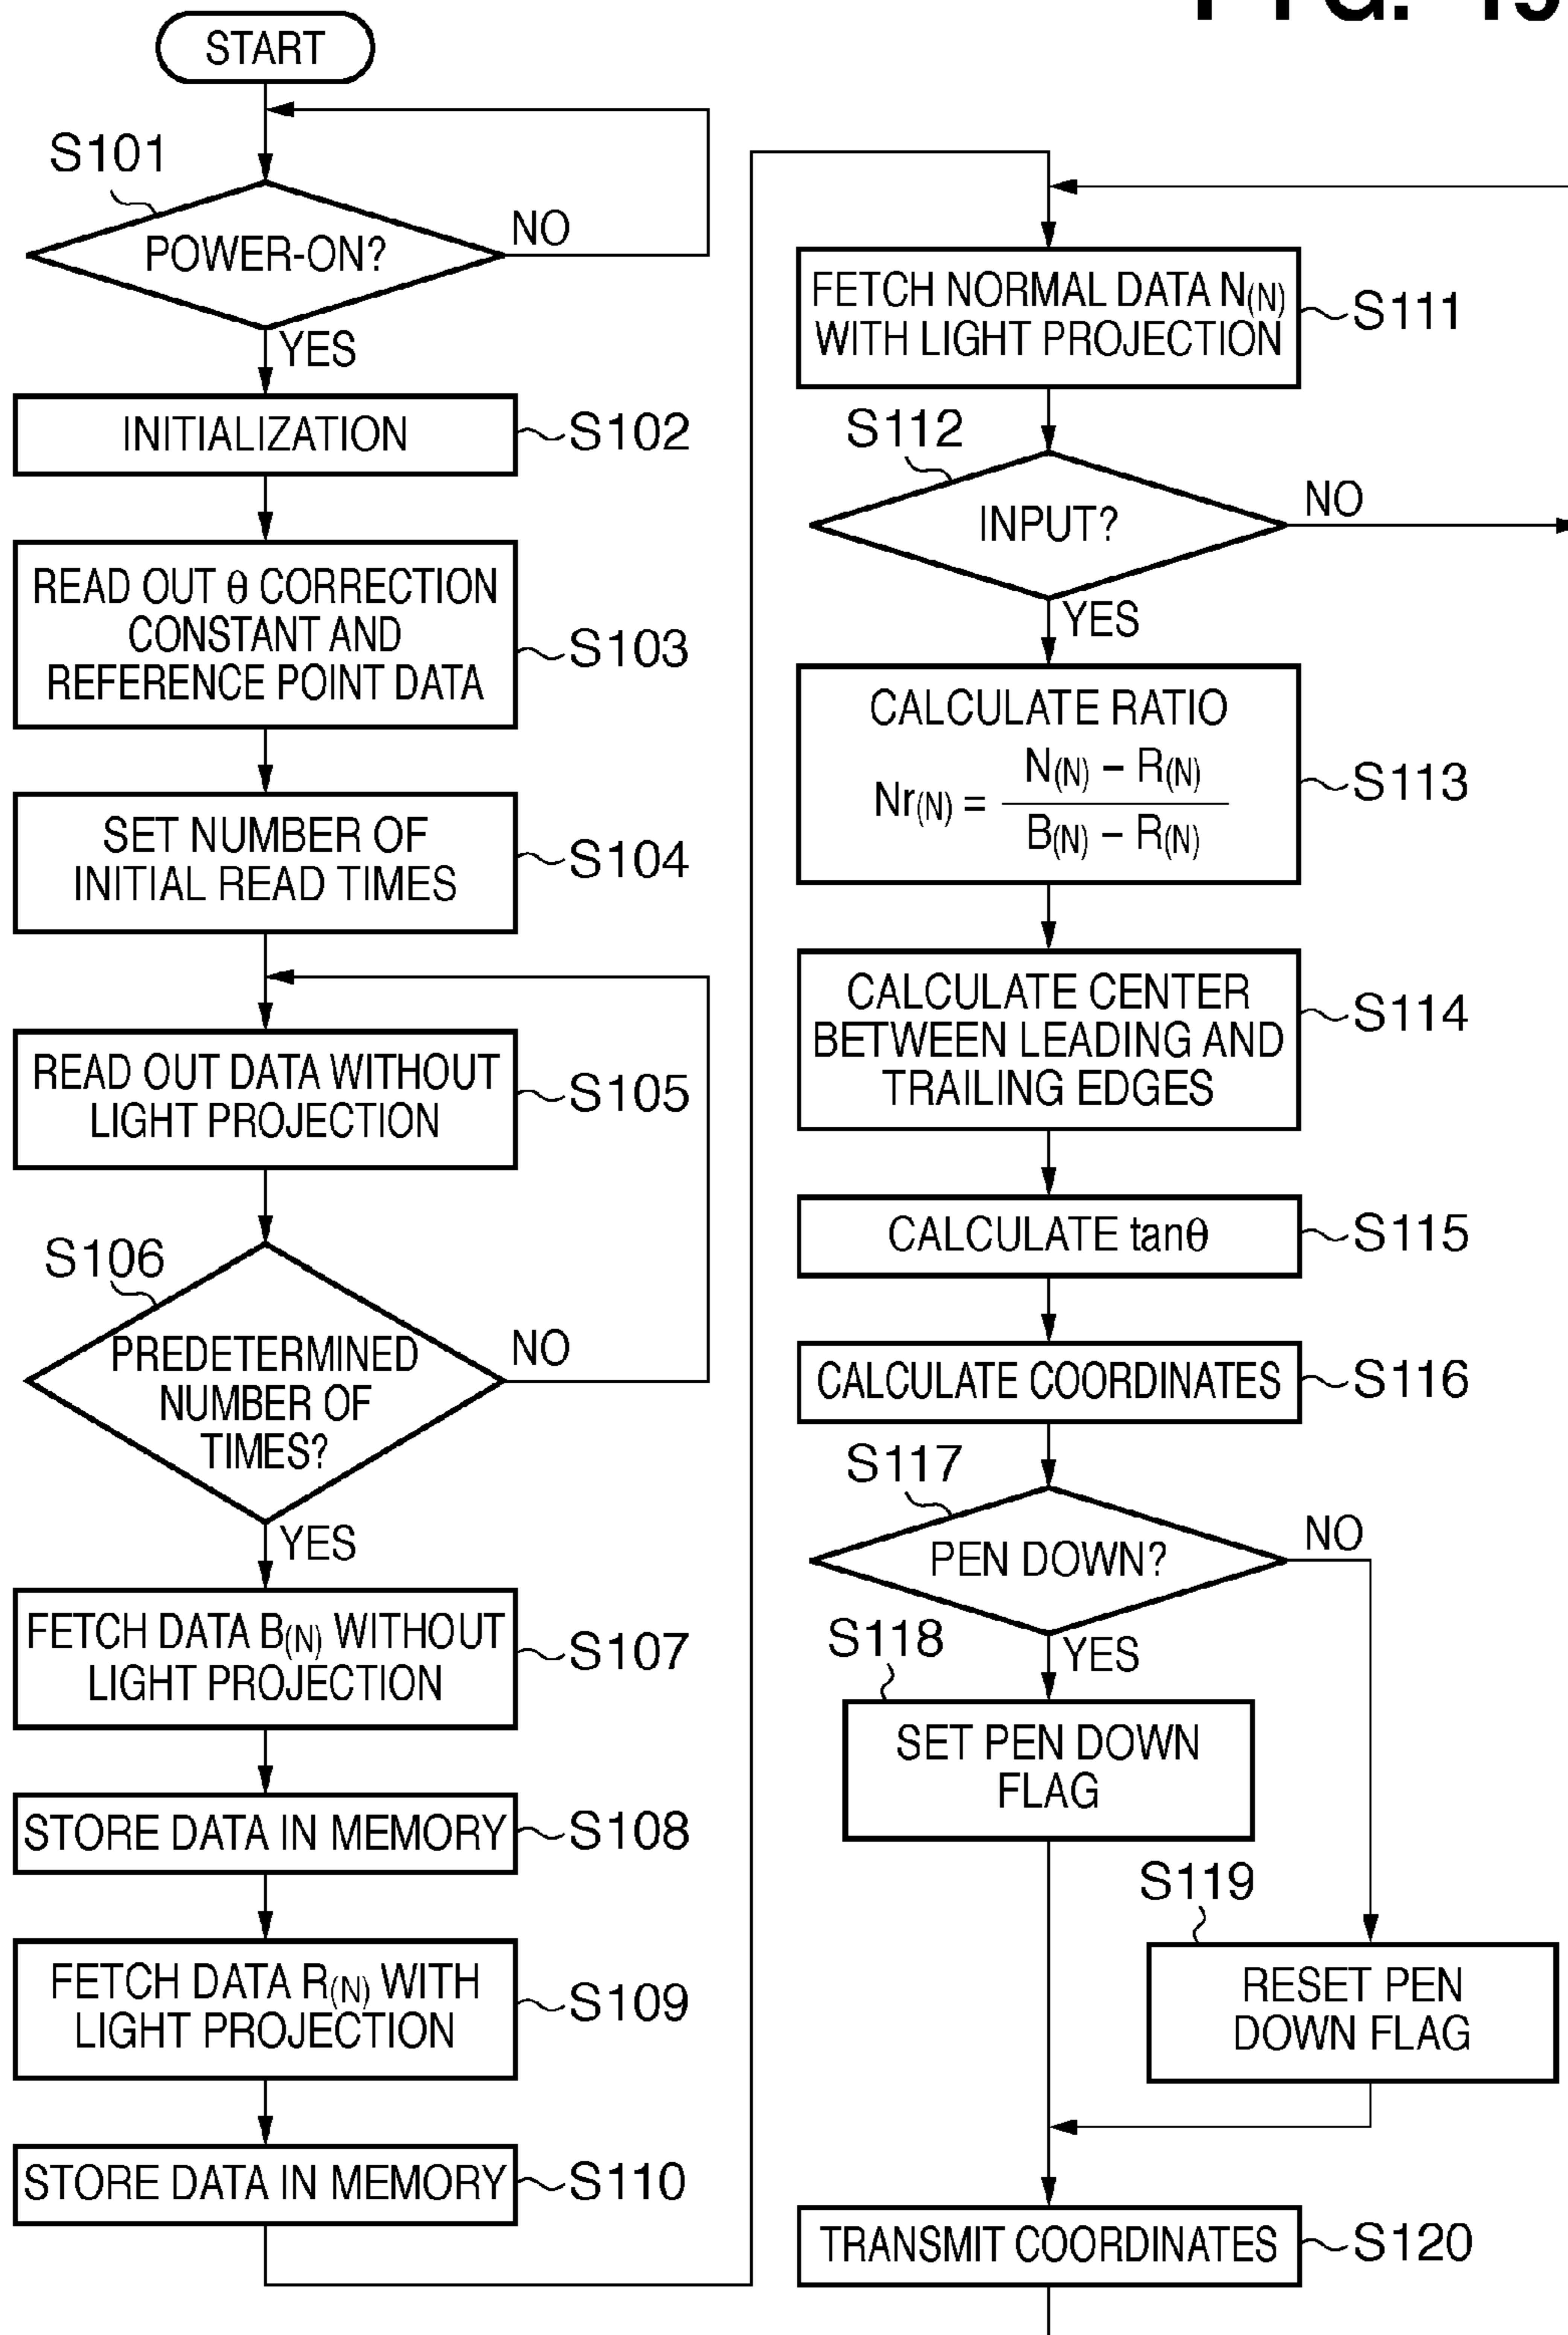 START
S101
POWER-ON?
NO
YES
INITIALIZATION
S102
READ OUT θ CORRECTION
CONSTANT AND
REFERENCE POINT DATA
S103
SET NUMBER OF
INITIAL READ TIMES
S104
READ OUT DATA WITHOUT
LIGHT PROJECTION
S105
S106
PREDETERMINED
NUMBER OF
TIMES?
NO
YES
FETCH DATA B(N) WITHOUT
LIGHT PROJECTION
S107
STORE DATA IN MEMORY
S108
FETCH DATA R(N) WITH
LIGHT PROJECTION
S109
STORE DATA IN MEMORY
S110
FETCH NORMAL DATA N(N)
WITH LIGHT PROJECTION
S111
S112
INPUT?
NO
YES
CALCULATE RATIO
N(N) – R(N)
Nr(N) =
B(N) – R(N)
S113
CALCULATE CENTER
BETWEEN LEADING AND
TRAILING EDGES
S114
CALCULATE tanθ
S115
CALCULATE COORDINATES
S116
S117
PEN DOWN?
NO
YES
S118
SET PEN DOWN
FLAG
S119
RESET PEN
DOWN FLAG
TRANSMIT COORDINATES
S120